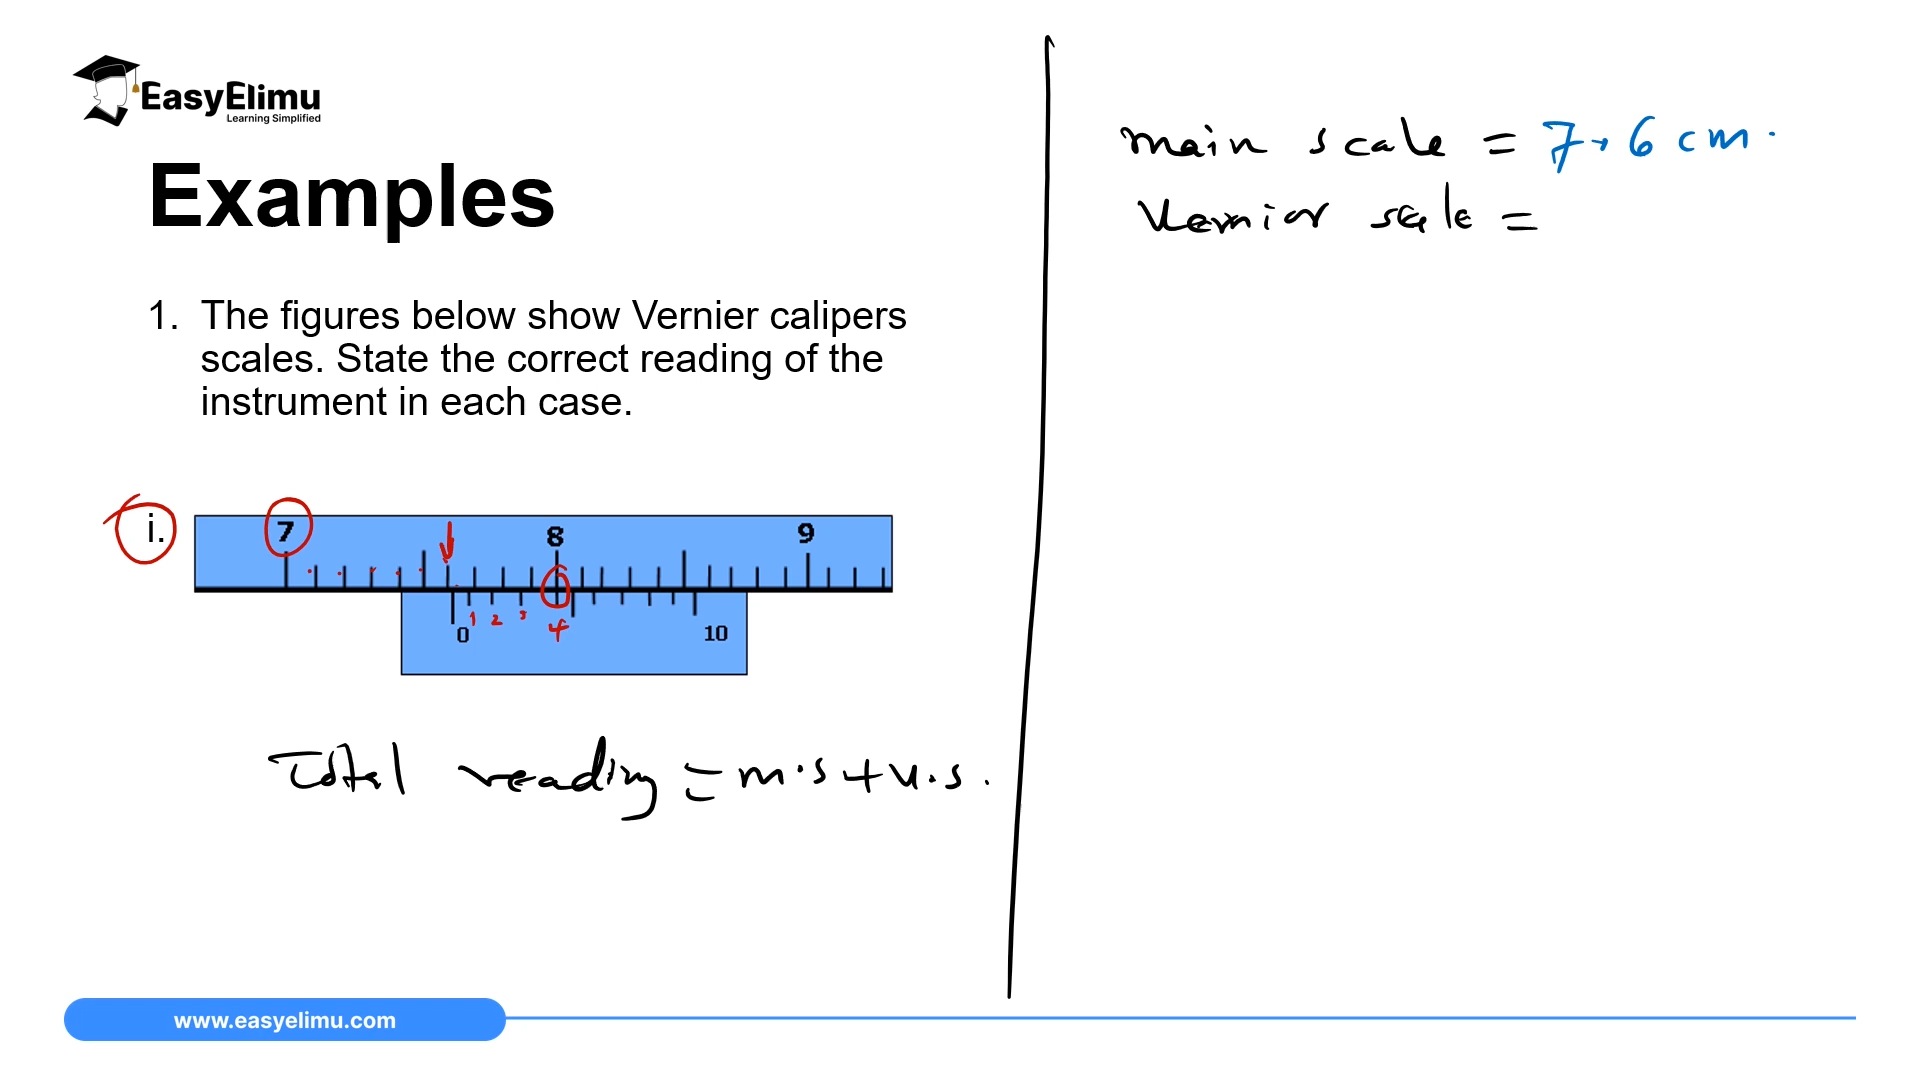 EasyElimu
Learning Simplified
Examples
1. The figures below show Vernier calipers
scales. State the correct reading of the
instrument in each case.
i.
7 8 9
1 2 3 4
0 10
Total reading = m.s + v.s.
www.easyelimu.com
main scale = 7.6 cm.
Vernier scale =